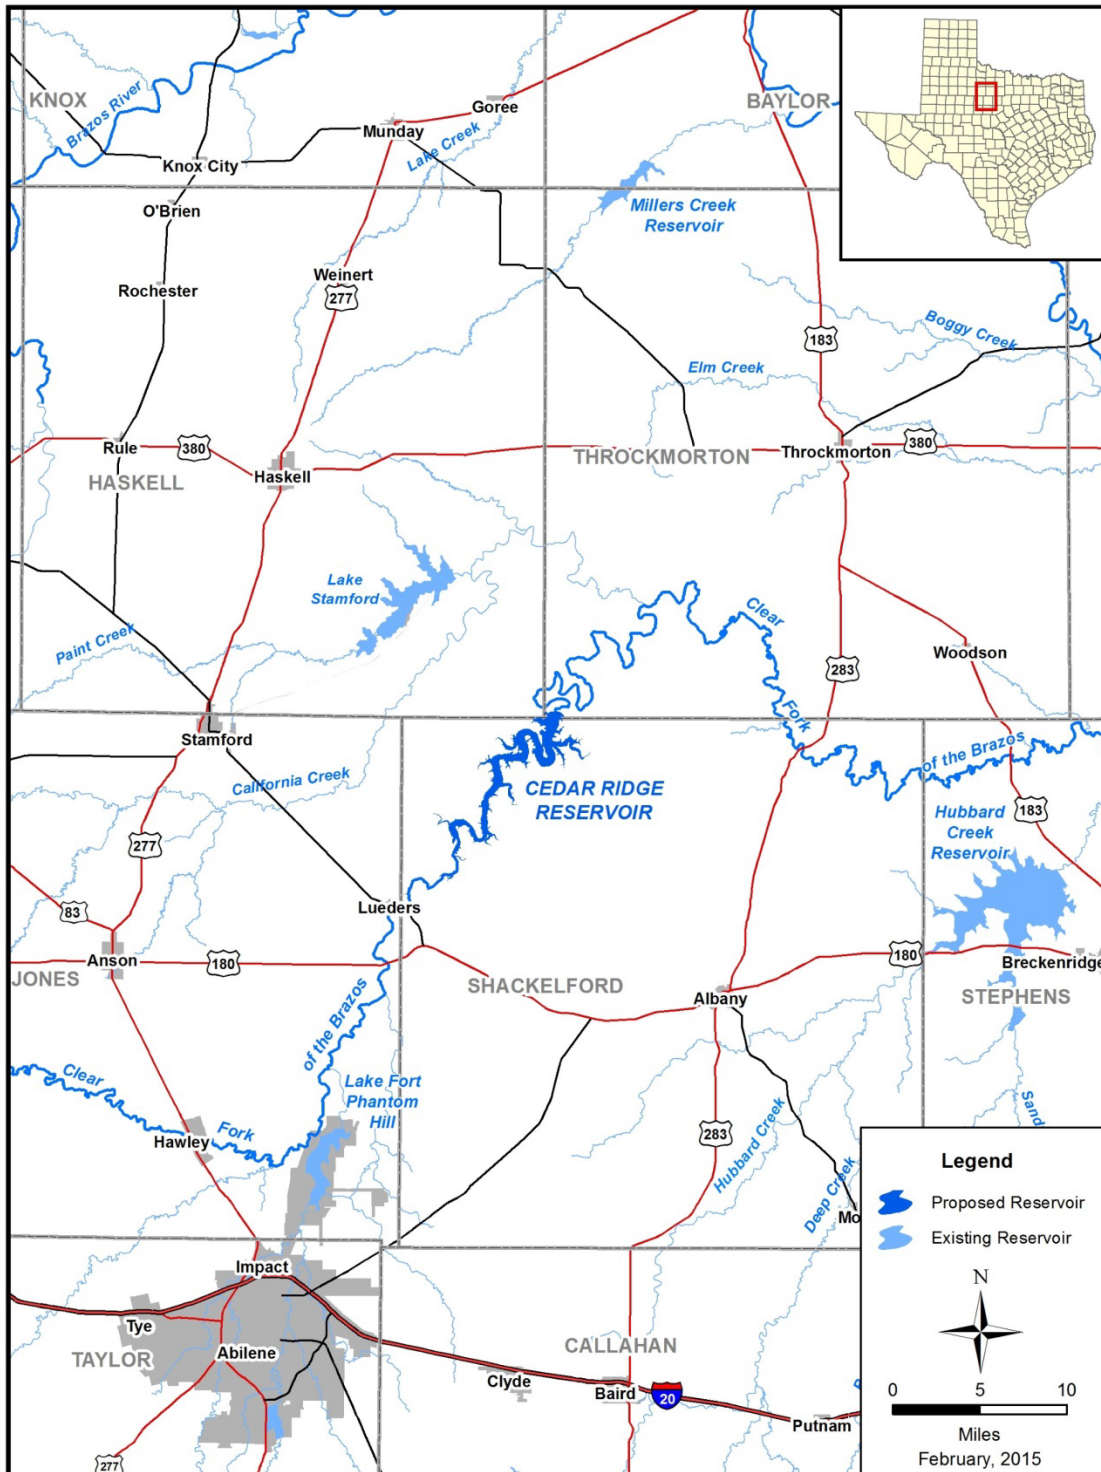 KNOX
Brazos River
Goree
BAYLOR
Munday
Lake Creek
Knox City
O'Brien
Millers Creek
Reservoir
Weinert
277
Rochester
183
Boggy Creek
Elm Creek
Rule
380
HASKELL
Haskell
THROCKMORTON
Throckmorton
380
Lake
Stamford
Paint Creek
Clear
Woodson
283
Fork
Stamford
of the Brazos
California Creek
CEDAR RIDGE
RESERVOIR
Hubbard
Creek
Reservoir
183
277
83
Lueders
Anson
180
JONES
180
Breckenridge
SHACKELFORD
STEPHENS
Albany
of the Brazos
Clear
Lake Fort
Phantom
Hill
Sand
Hawley
Fork
283
Hubbard Creek
Deep Creek
Mo
Impact
Tye
TAYLOR
Abilene
CALLAHAN
Clyde
Baird
20
Putnam
277
Legend
Proposed Reservoir
Existing Reservoir
N
0 5 10
Miles
February, 2015